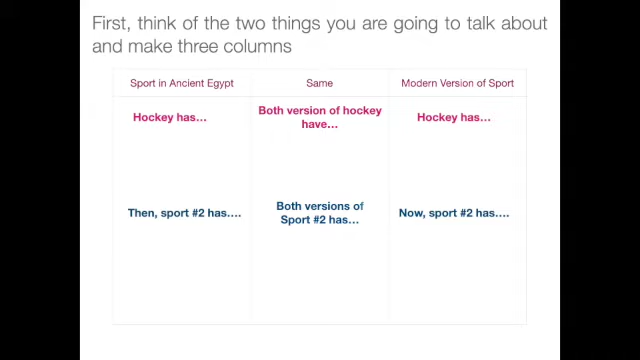 First, think of the two things you are going to talk about
and make three columns
Sport in Ancient Egypt
Same
Modern Version of Sport
Hockey has…
Both version of hockey
have…
Hockey has…
Then, sport #2 has….
Both versions of
Sport #2 has…
Now, sport #2 has….